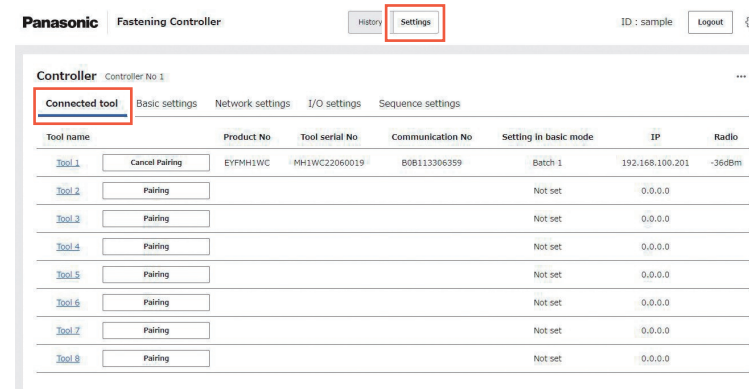 Panasonic Fastening Controller History Settings ID : sample Logout
Controller Controller No 1 ...
Connected tool Basic settings Network settings I/O settings Sequence settings
Tool name Product No Tool serial No Communication No Setting in basic mode IP Radio
Tool 1 Cancel Pairing EYFMH1WC MH1WC22060019 B0B113306359 Batch 1 192.168.100.201 -36dBm
Tool 2 Pairing Not set 0.0.0.0
Tool 3 Pairing Not set 0.0.0.0
Tool 4 Pairing Not set 0.0.0.0
Tool 5 Pairing Not set 0.0.0.0
Tool 6 Pairing Not set 0.0.0.0
Tool 7 Pairing Not set 0.0.0.0
Tool 8 Pairing Not set 0.0.0.0